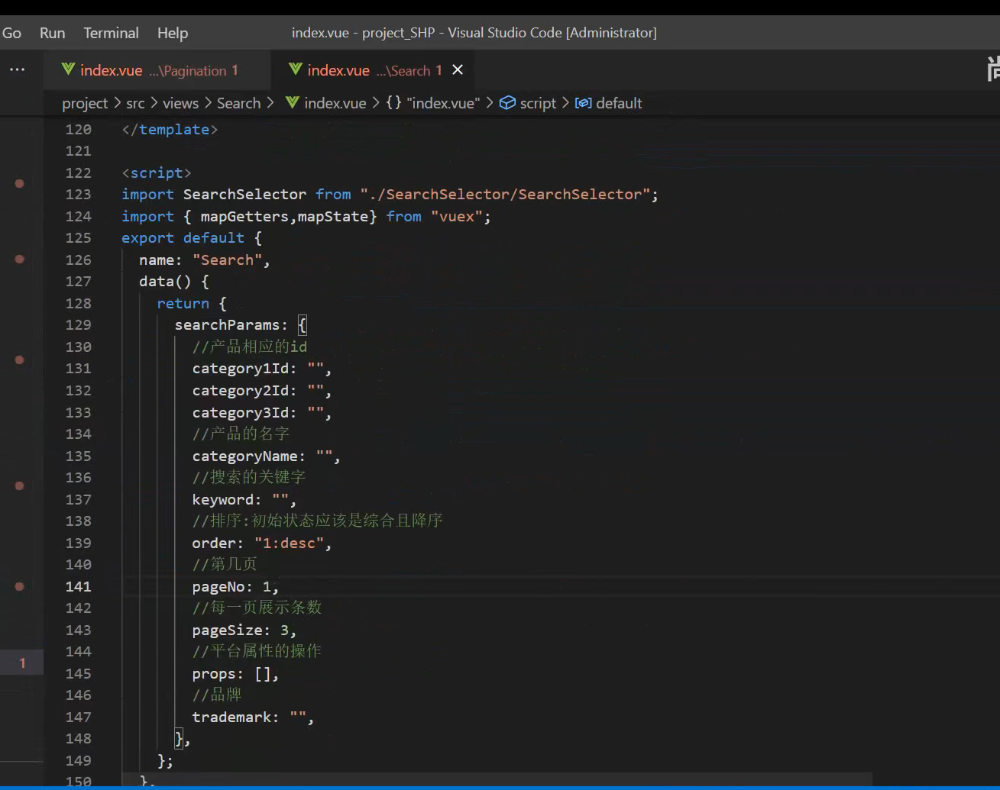 Go Run Terminal Help index.vue - project_SHP - Visual Studio Code [Administrator]
··· index.vue ...\Pagination 1 index.vue ...\Search 1 ×
尚
project > src > views > Search > index.vue > {} "index.vue" > script > default
120 </template>
121
122 <script>
123 import SearchSelector from "./SearchSelector/SearchSelector";
124 import { mapGetters,mapState} from "vuex";
125 export default {
126 name: "Search",
127 data() {
128 return {
129 searchParams: {
130 //产品相应的id
131 category1Id: "",
132 category2Id: "",
133 category3Id: "",
134 //产品的名字
135 categoryName: "",
136 //搜索的关键字
137 keyword: "",
138 //排序:初始状态应该是综合且降序
139 order: "1:desc",
140 //第几页
141 pageNo: 1,
142 //每一页展示条数
143 pageSize: 3,
144 //平台属性的操作
1
145 props: [],
146 //品牌
147 trademark: "",
148 },
149 };
150 },